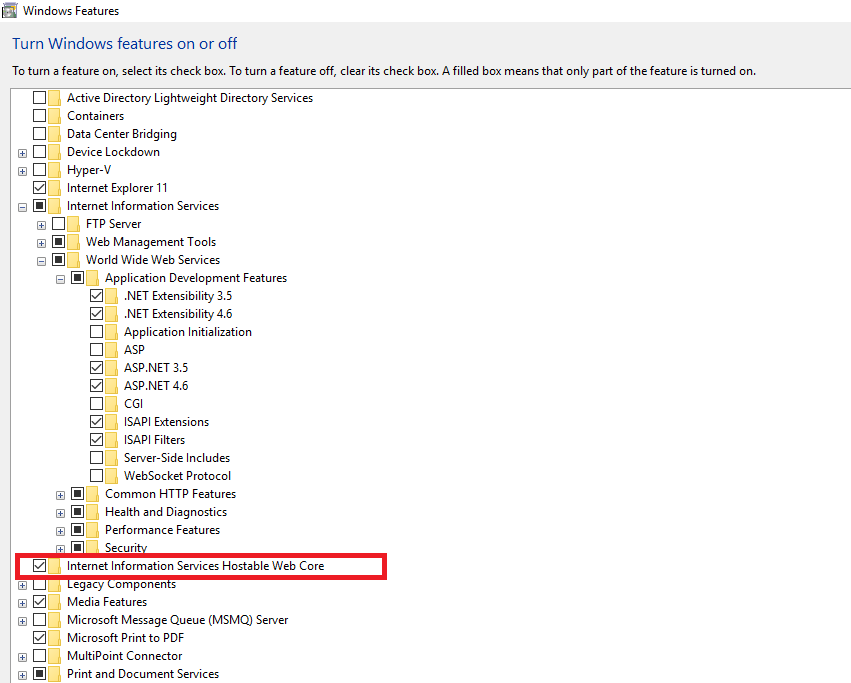 Windows Features
Turn Windows features on or off
To turn a feature on, select its check box. To turn a feature off, clear its check box. A filled box means that only part of the feature is turned on.
Active Directory Lightweight Directory Services
Containers
Data Center Bridging
Device Lockdown
Hyper-V
Internet Explorer 11
Internet Information Services
FTP Server
Web Management Tools
World Wide Web Services
Application Development Features
.NET Extensibility 3.5
.NET Extensibility 4.6
Application Initialization
ASP
ASP.NET 3.5
ASP.NET 4.6
CGI
ISAPI Extensions
ISAPI Filters
Server-Side Includes
WebSocket Protocol
Common HTTP Features
Health and Diagnostics
Performance Features
Security
Internet Information Services Hostable Web Core
Legacy Components
Media Features
Microsoft Message Queue (MSMQ) Server
Microsoft Print to PDF
MultiPoint Connector
Print and Document Services